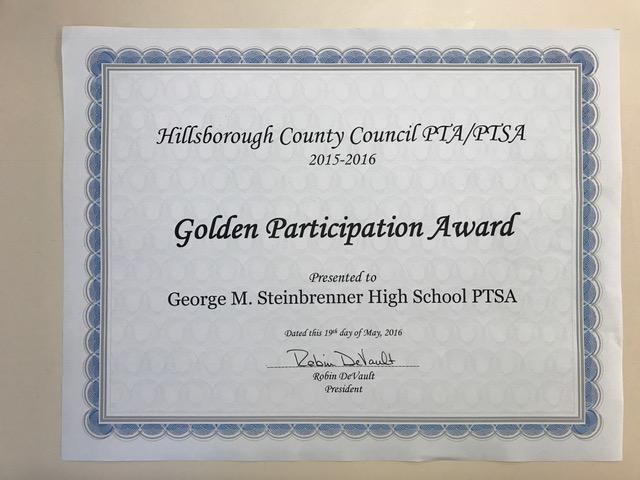 Hillsborough County Council PTA/PTSA
2015-2016
Golden Participation Award
Presented to
George M. Steinbrenner High School PTSA
Dated this 19th day of May, 2016
Robin DeVault
Robin DeVault
President